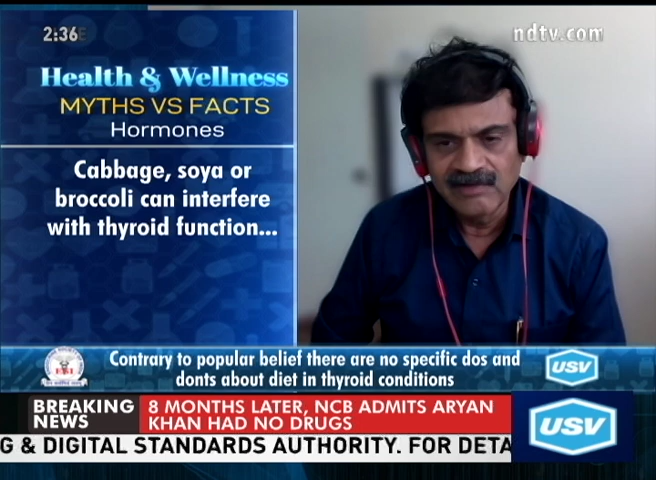 2:36
ndtv.com
Health & Wellness
MYTHS VS FACTS
Hormones
Cabbage, soya or
broccoli can interfere
with thyroid function...
Contrary to popular belief there are no specific dos and
donts about diet in thyroid conditions
USV
BREAKING
NEWS
8 MONTHS LATER, NCB ADMITS ARYAN
KHAN HAD NO DRUGS
USV
G & DIGITAL STANDARDS AUTHORITY. FOR DETA